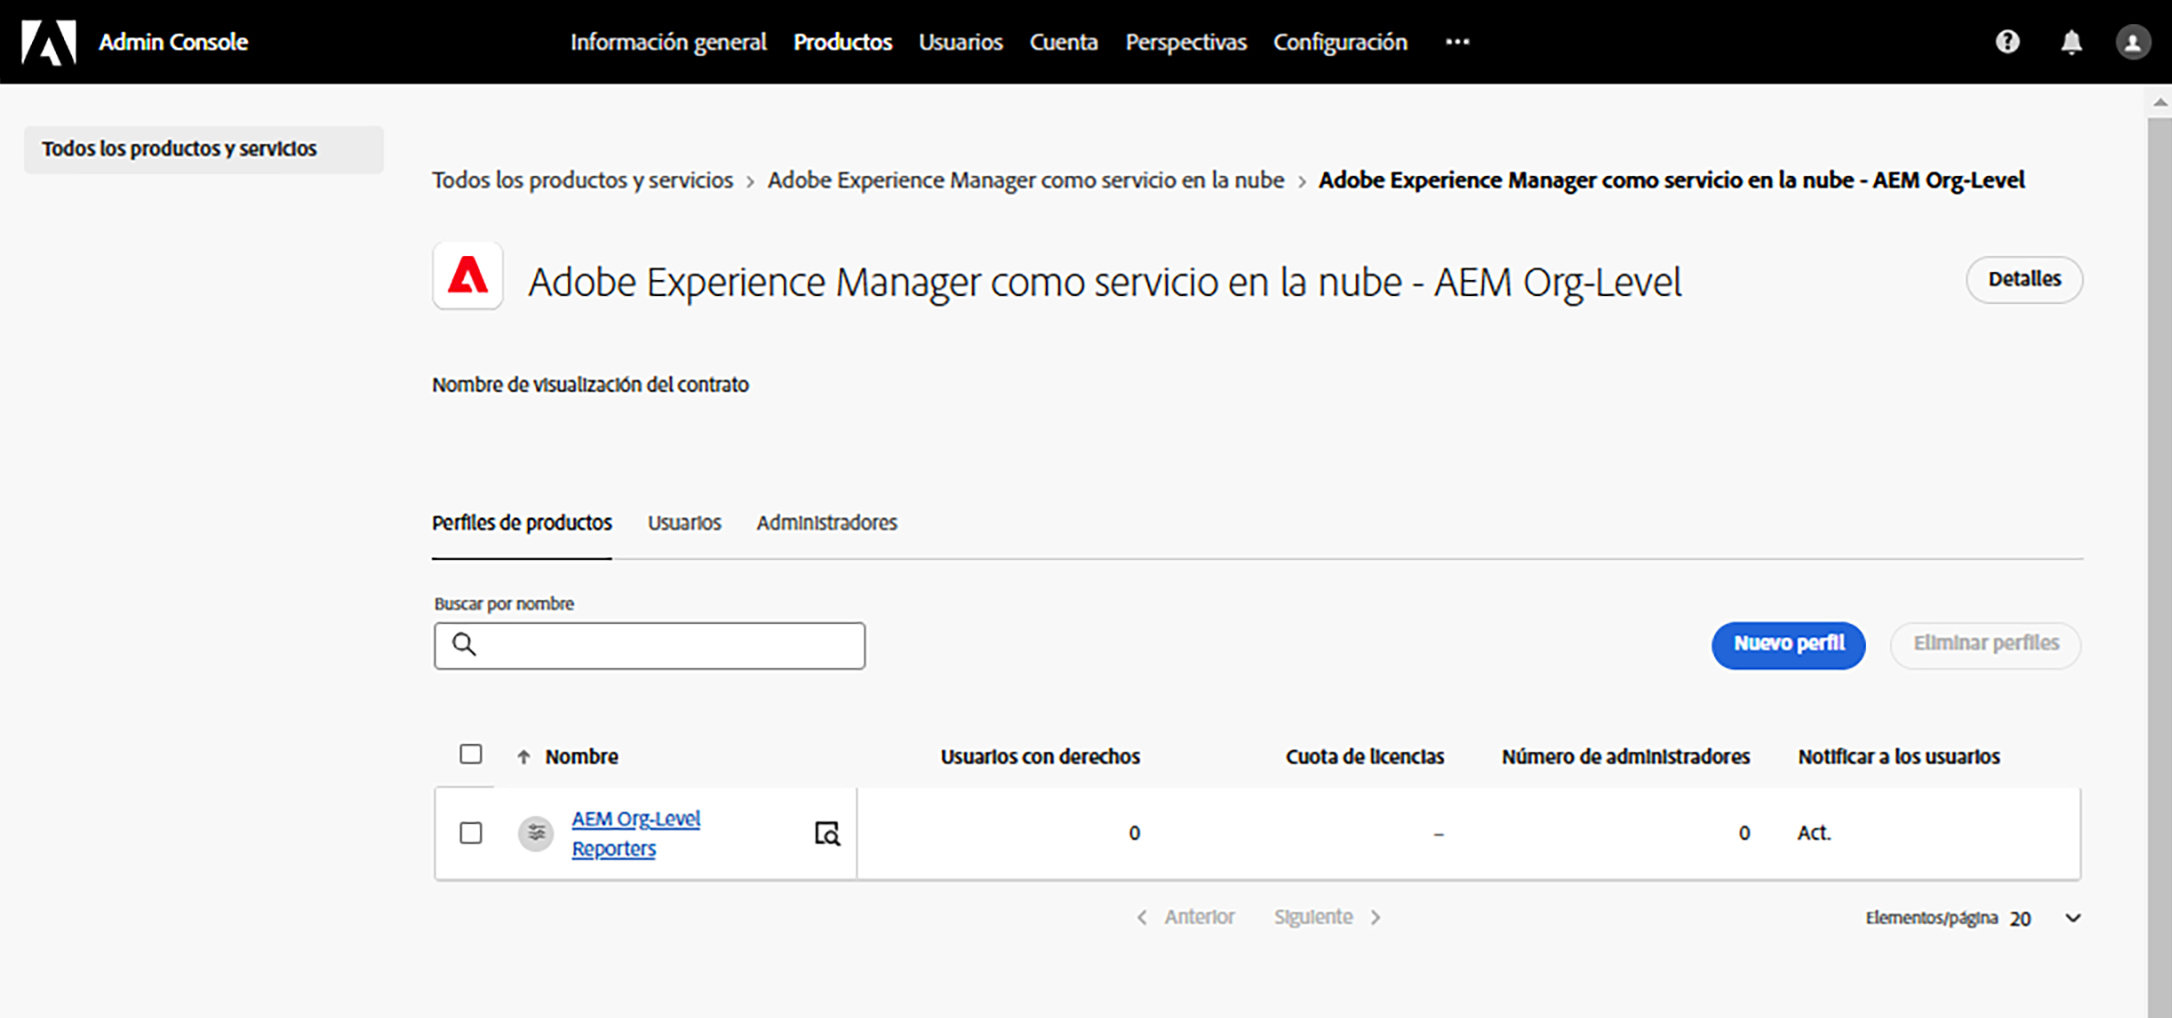 Admin Console
Información general Productos Usuarios Cuenta Perspectivas Configuración ···
Todos los productos y servicios
Todos los productos y servicios > Adobe Experience Manager como servicio en la nube > Adobe Experience Manager como servicio en la nube - AEM Org-Level
Adobe Experience Manager como servicio en la nube - AEM Org-Level
Detalles
Nombre de visualización del contrato
Perfiles de productos Usuarios Administradores
Buscar por nombre
Nuevo perfil Eliminar perfiles
Nombre Usuarios con derechos Cuota de licencias Número de administradores Notificar a los usuarios
AEM Org-Level
Reporters
0 – 0 Act.
< Anterior Siguiente >
Elementos/página 20